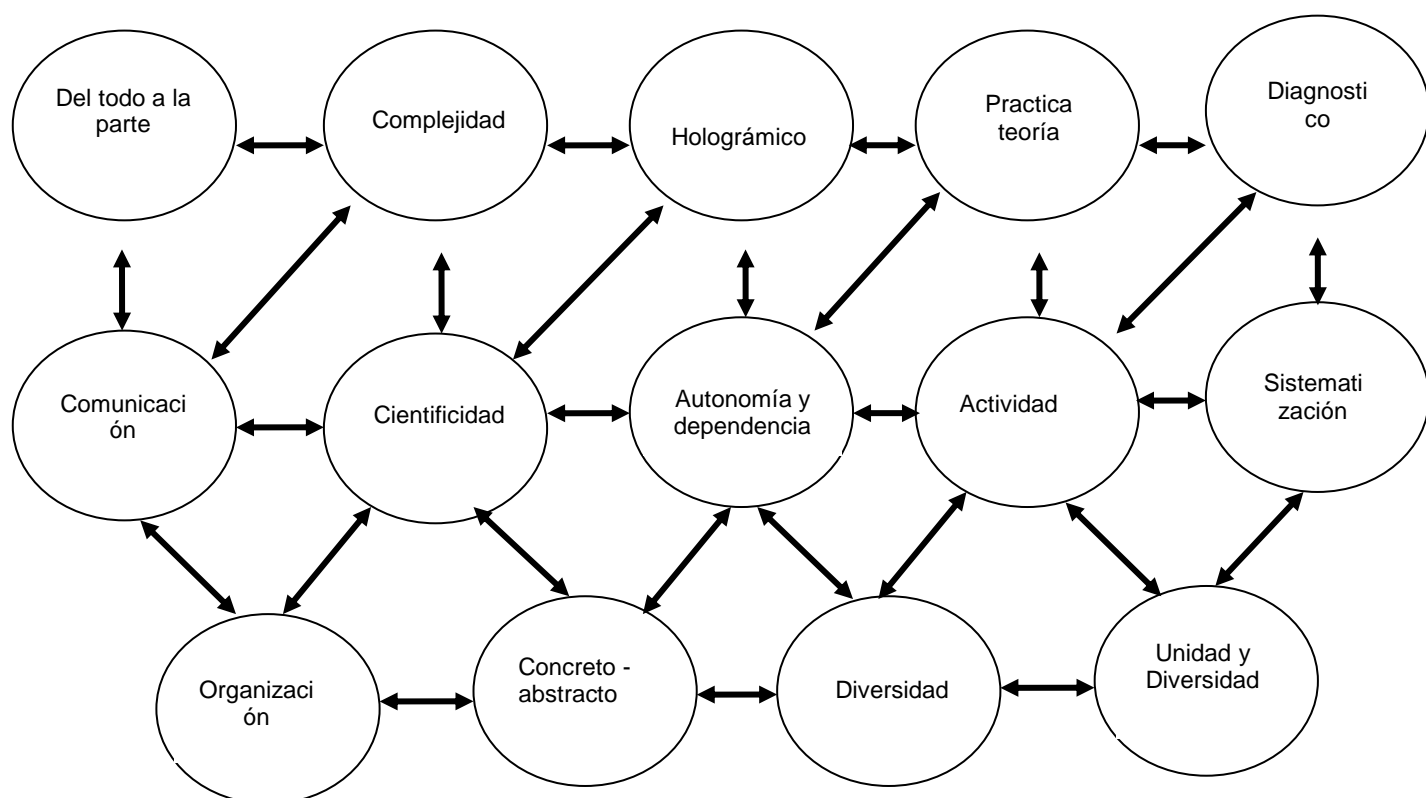 Del todo a la
parte
Complejidad
Holográmico
Practica
teoría
Diagnosti
co
Comunicaci
ón
Cientificidad
Autonomía y
dependencia
Actividad
Sistemati
zación
Organizaci
ón
Concreto -
abstracto
Diversidad
Unidad y
Diversidad